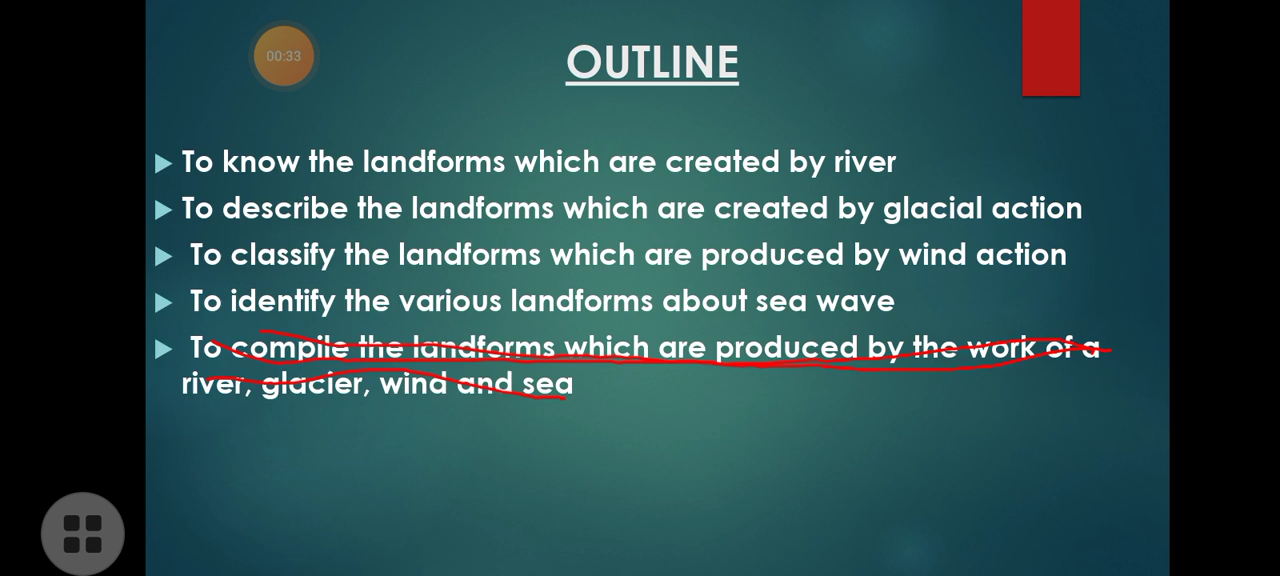 00:33
OUTLINE
To know the landforms which are created by river
To describe the landforms which are created by glacial action
To classify the landforms which are produced by wind action
To identify the various landforms about sea wave
To compile the landforms which are produced by the work of a
river, glacier, wind and sea